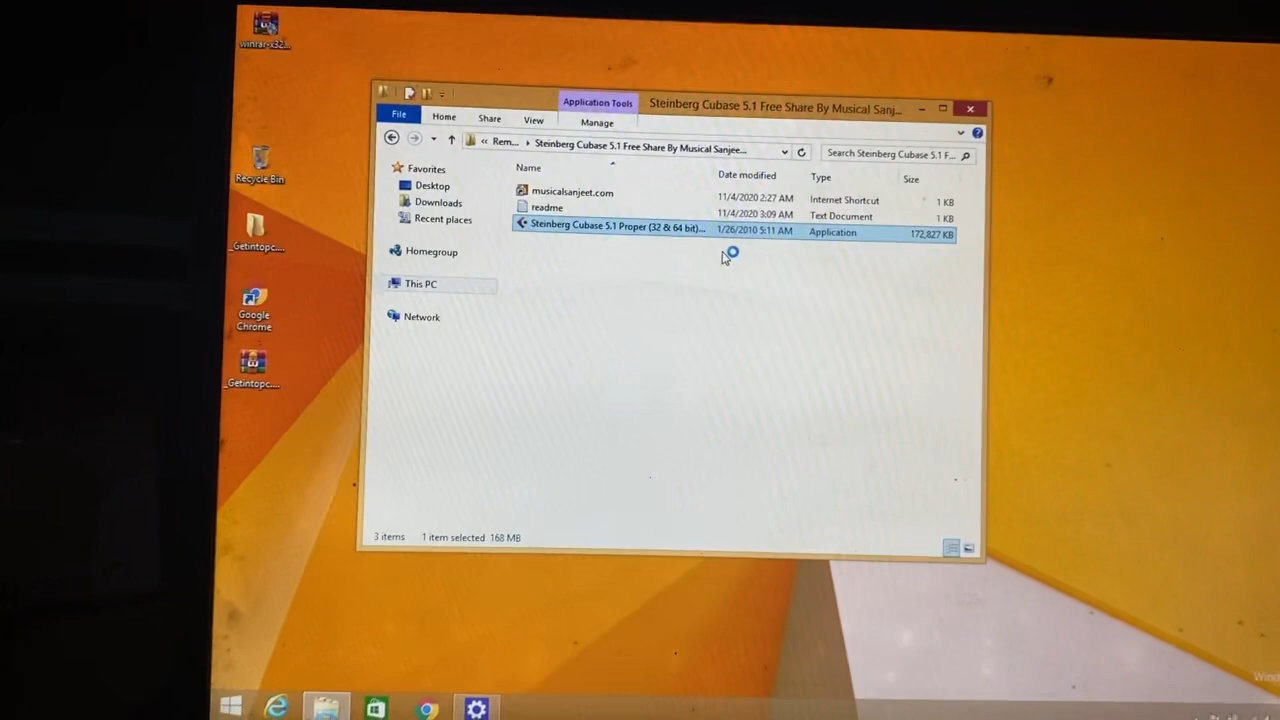 winrar-x32...
Recycle Bin
_Getintopc....
Google
Chrome
_Getintopc....
Application Tools
Steinberg Cubase 5.1 Free Share By Musical Sanj...
File
Home
Share
View
Manage
« Rem... › Steinberg Cubase 5.1 Free Share By Musical Sanjee...
Search Steinberg Cubase 5.1 F...
Favorites
Desktop
Downloads
Recent places
Homegroup
This PC
Network
Name Date modified Type Size
musicalsanjeet.com 11/4/2020 2:27 AM Internet Shortcut 1 KB
readme 11/4/2020 3:09 AM Text Document 1 KB
Steinberg Cubase 5.1 Proper (32 & 64 bit)... 1/26/2010 5:11 AM Application 172,827 KB
3 items 1 item selected 168 MB